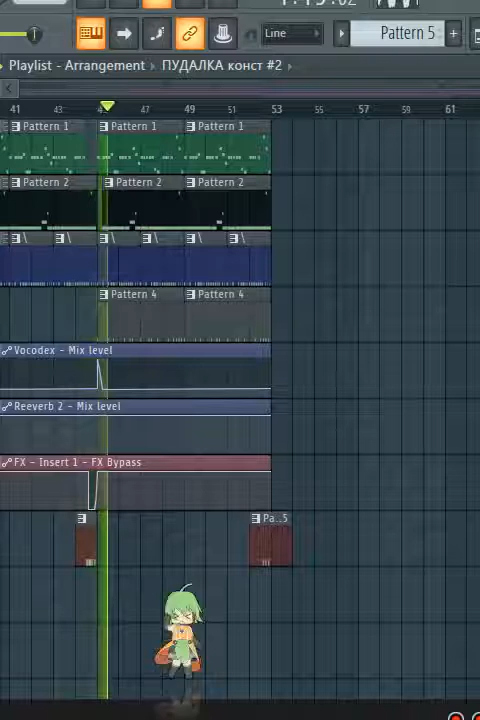 Line
Pattern 5
+
Playlist - Arrangement › ПУДАЛКА конст #2 ›
41 43 47 49 51 53 55 57 59 61
Pattern 1 Pattern 1 Pattern 1
Pattern 2 Pattern 2 Pattern 2
\ \ \ \ \ \
Pattern 4 Pattern 4
Vocodex - Mix level
Reeverb 2 - Mix level
FX - Insert 1 - FX Bypass
Pa..5